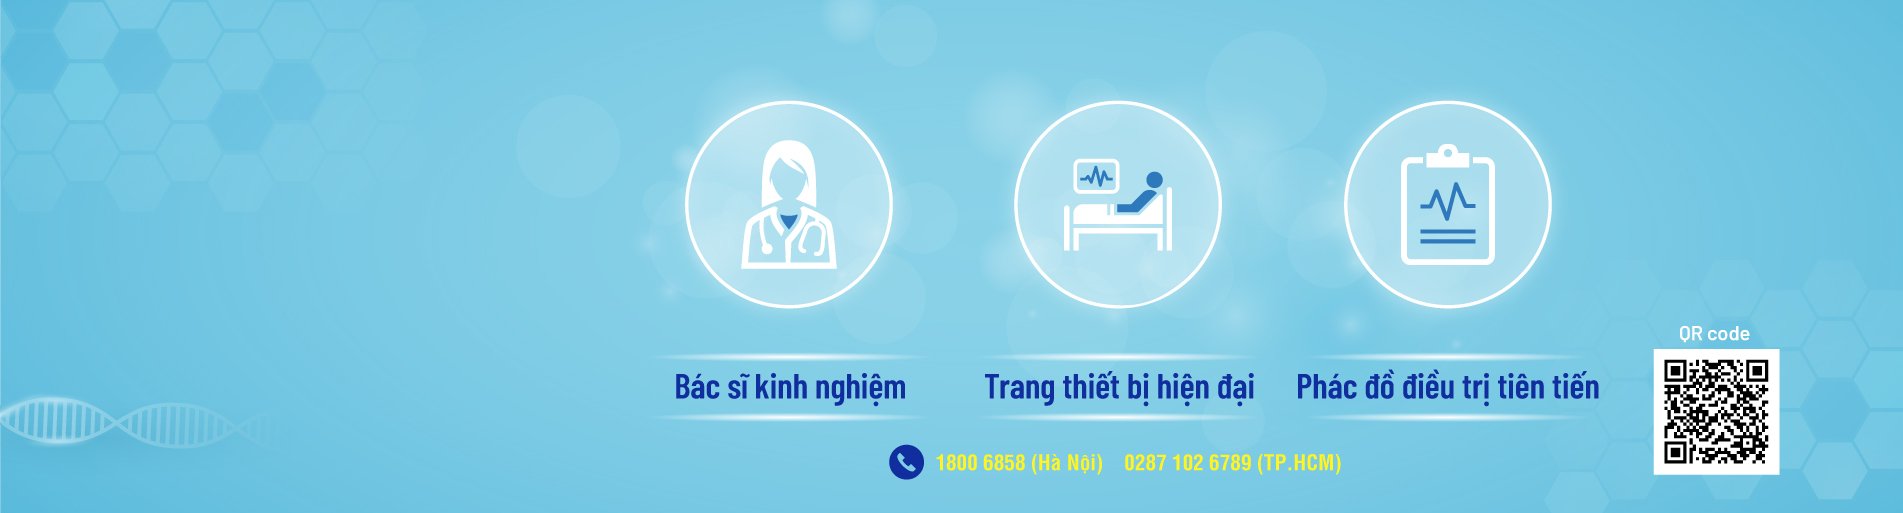 Bác sĩ kinh nghiệm
Trang thiết bị hiện đại
Phác đồ điều trị tiên tiến
QR code
1800 6858 (Hà Nội) 0287 102 6789 (TP.HCM)